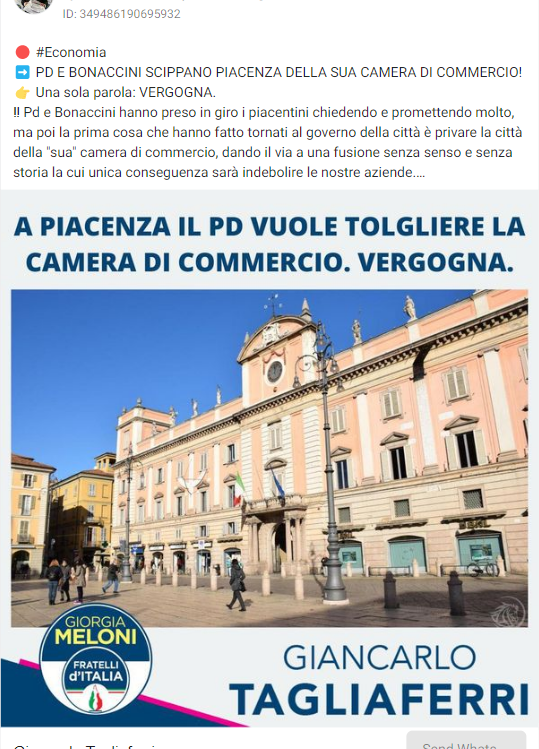 ID: 349486190695932
🔴 #Economia
➡️ PD E BONACCINI SCIPPANO PIACENZA DELLA SUA CAMERA DI COMMERCIO!
👉 Una sola parola: VERGOGNA.
‼ Pd e Bonaccini hanno preso in giro i piacentini chiedendo e promettendo molto,
ma poi la prima cosa che hanno fatto tornati al governo della città è privare la città
della "sua" camera di commercio, dando il via a una fusione senza senso e senza
storia la cui unica conseguenza sarà indebolire le nostre aziende....
A PIACENZA IL PD VUOLE TOLGLIERE LA
CAMERA DI COMMERCIO. VERGOGNA.
GIORGIA
MELONI
FRATELLI
d'ITALIA
GIANCARLO
TAGLIAFERRI
Send Whats